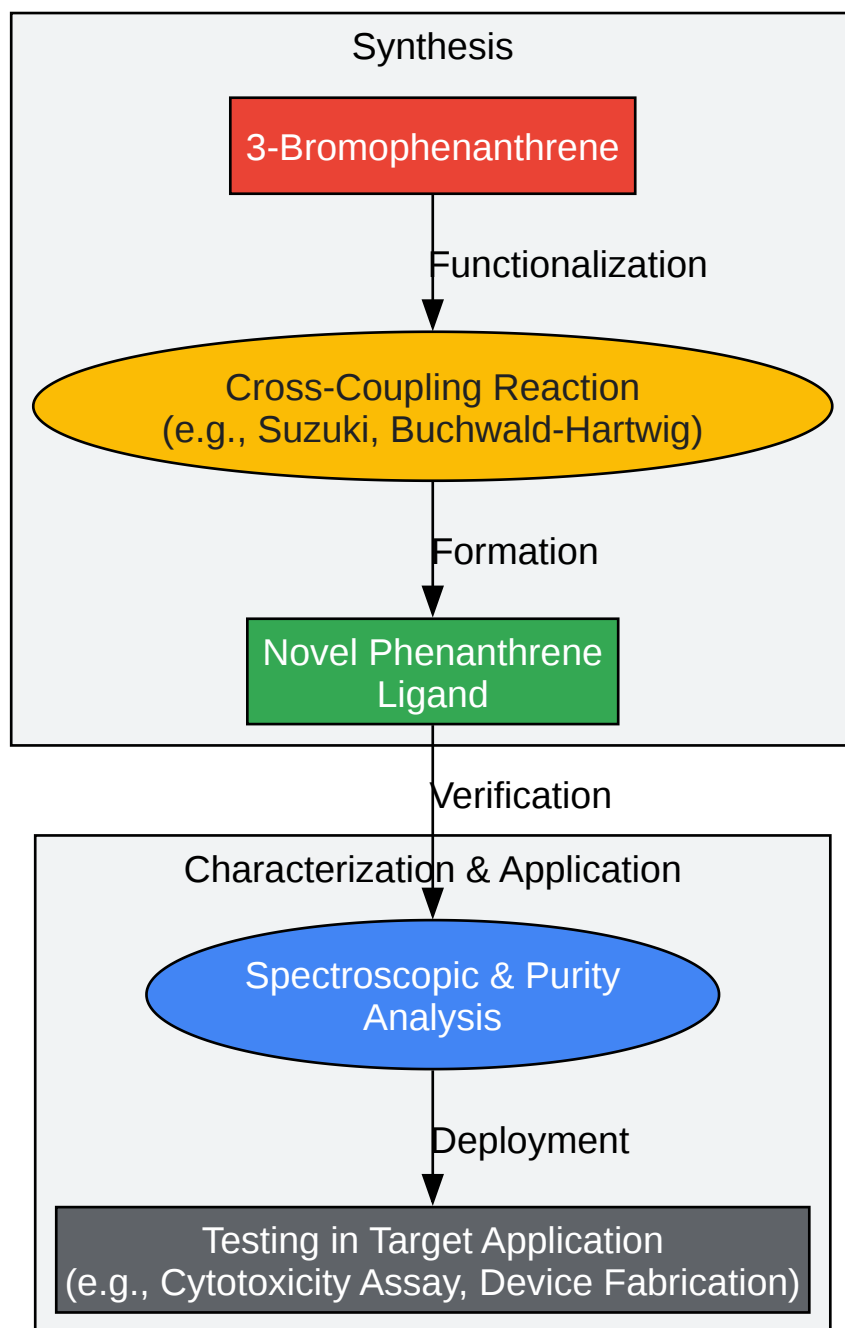 Synthesis
3-Bromophenanthrene
Functionalization
Cross-Coupling Reaction
(e.g., Suzuki, Buchwald-Hartwig)
Formation
Novel Phenanthrene
Ligand
Verification
Characterization & Application
Spectroscopic & Purity
Analysis
Deployment
Testing in Target Application
(e.g., Cytotoxicity Assay, Device Fabrication)